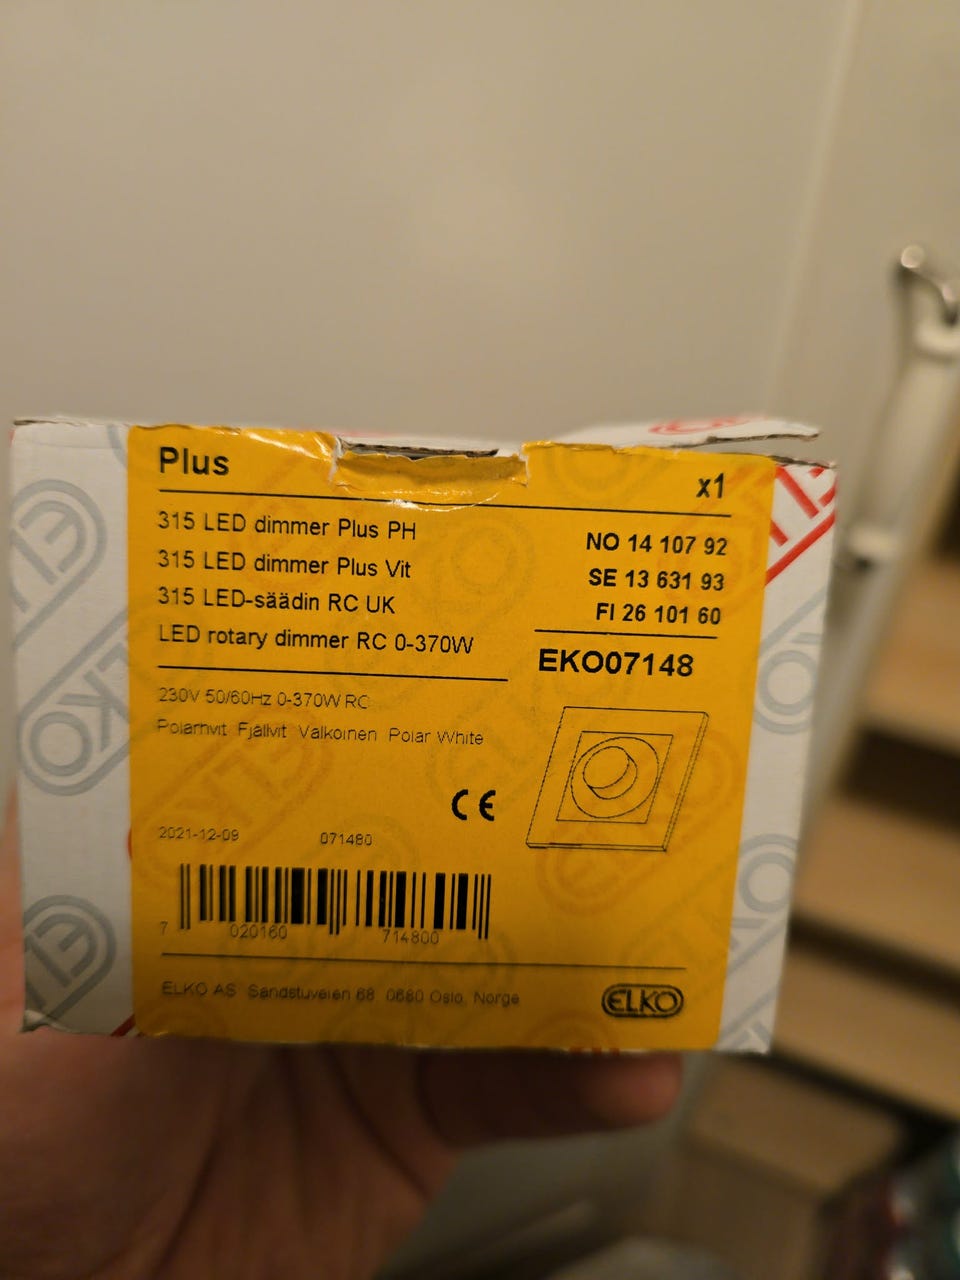 Plus
x1
315 LED dimmer Plus PH
315 LED dimmer Plus Vit
315 LED-säädin RC UK
LED rotary dimmer RC 0-370W
NO 14 107 92
SE 13 631 93
FI 26 101 60
EKO07148
230V 50/60Hz 0-370W RC
Polarhvit Fjällvit Valkoinen Polar White
CE
2021-12-09 071480
7 020160 714800
ELKO AS Sandstuveien 68 0680 Oslo, Norge
ELKO